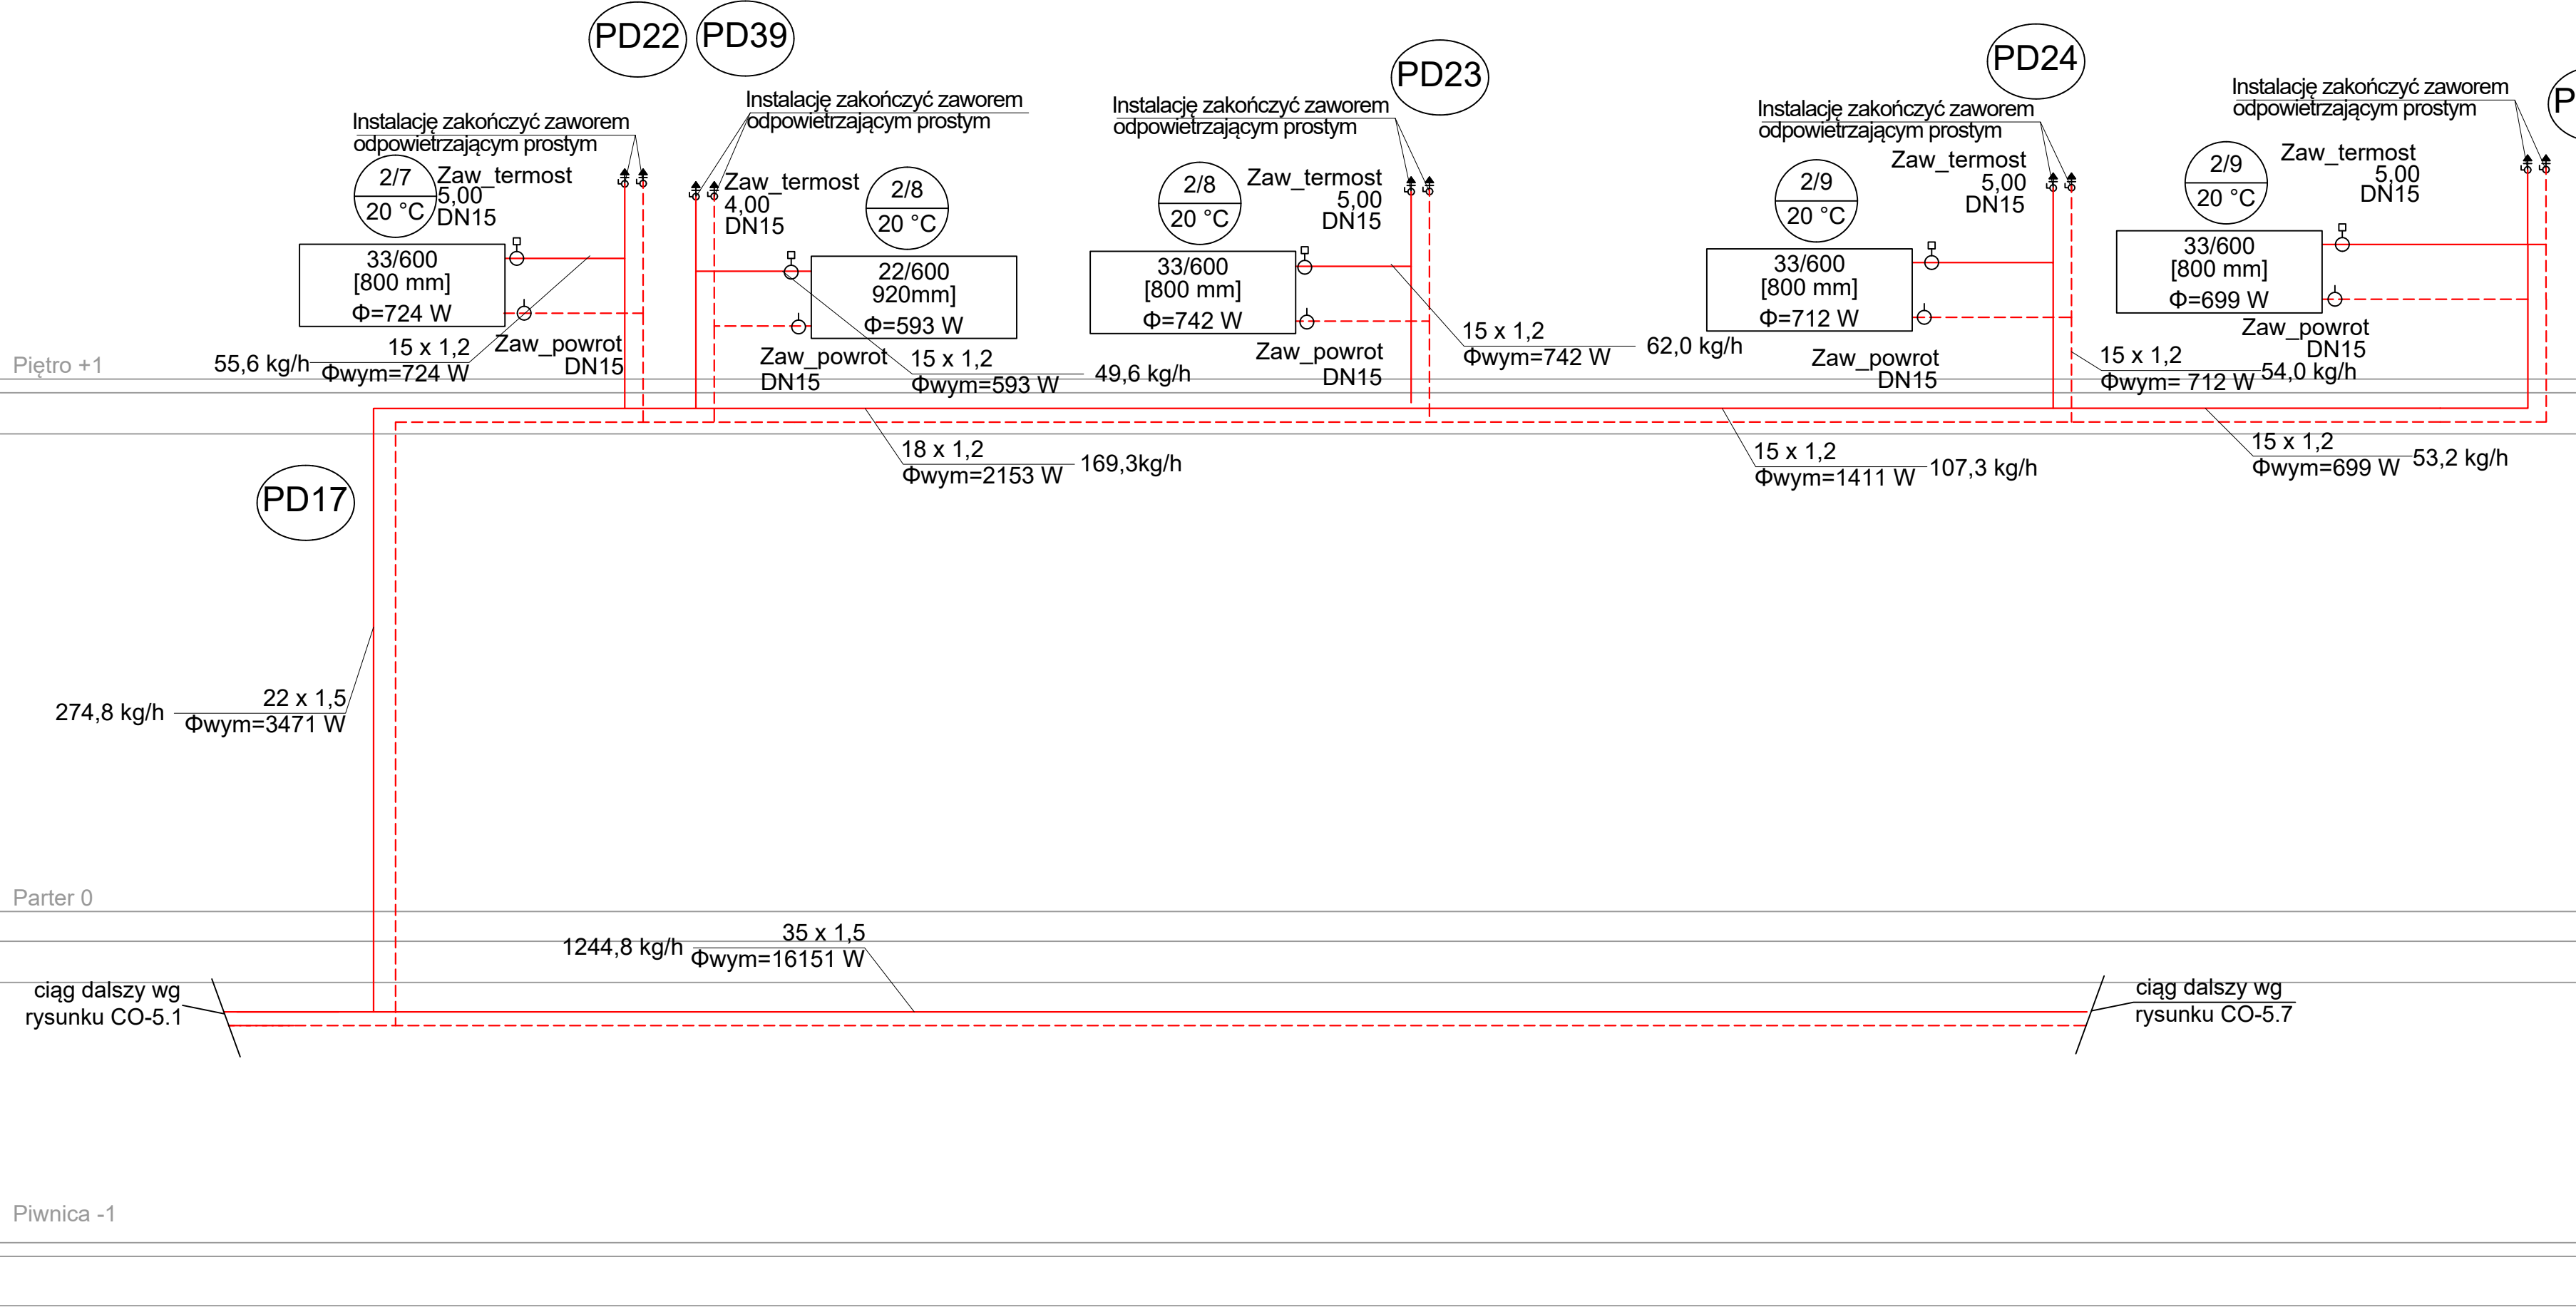 PD22
PD39
PD23
PD24
P
Instalację zakończyć zaworem
odpowietrzającym prostym
Instalację zakończyć zaworem
odpowietrzającym prostym
Instalację zakończyć zaworem
odpowietrzającym prostym
Instalację zakończyć zaworem
odpowietrzającym prostym
Instalację zakończyć zaworem
odpowietrzającym prostym
2/7
20 °C
Zaw_termost
5,00
DN15
33/600
[800 mm]
Φ=724 W
Zaw_powrot
DN15
55,6 kg/h
15 x 1,2
Φwym=724 W
Zaw_termost
4,00
DN15
2/8
20 °C
22/600
920mm]
Φ=593 W
Zaw_powrot
DN15
15 x 1,2
Φwym=593 W
49,6 kg/h
2/8
20 °C
Zaw_termost
5,00
DN15
33/600
[800 mm]
Φ=742 W
Zaw_powrot
DN15
15 x 1,2
Φwym=742 W
62,0 kg/h
2/9
20 °C
Zaw_termost
5,00
DN15
33/600
[800 mm]
Φ=712 W
Zaw_powrot
DN15
15 x 1,2
Φwym= 712 W
54,0 kg/h
2/9
20 °C
Zaw_termost
5,00
DN15
33/600
[800 mm]
Φ=699 W
Zaw_powrot
DN15
Piętro +1
18 x 1,2
Φwym=2153 W
169,3kg/h
15 x 1,2
Φwym=1411 W
107,3 kg/h
15 x 1,2
Φwym=699 W
53,2 kg/h
PD17
274,8 kg/h
22 x 1,5
Φwym=3471 W
Parter 0
1244,8 kg/h
35 x 1,5
Φwym=16151 W
ciąg dalszy wg
rysunku CO-5.1
ciąg dalszy wg
rysunku CO-5.7
Piwnica -1